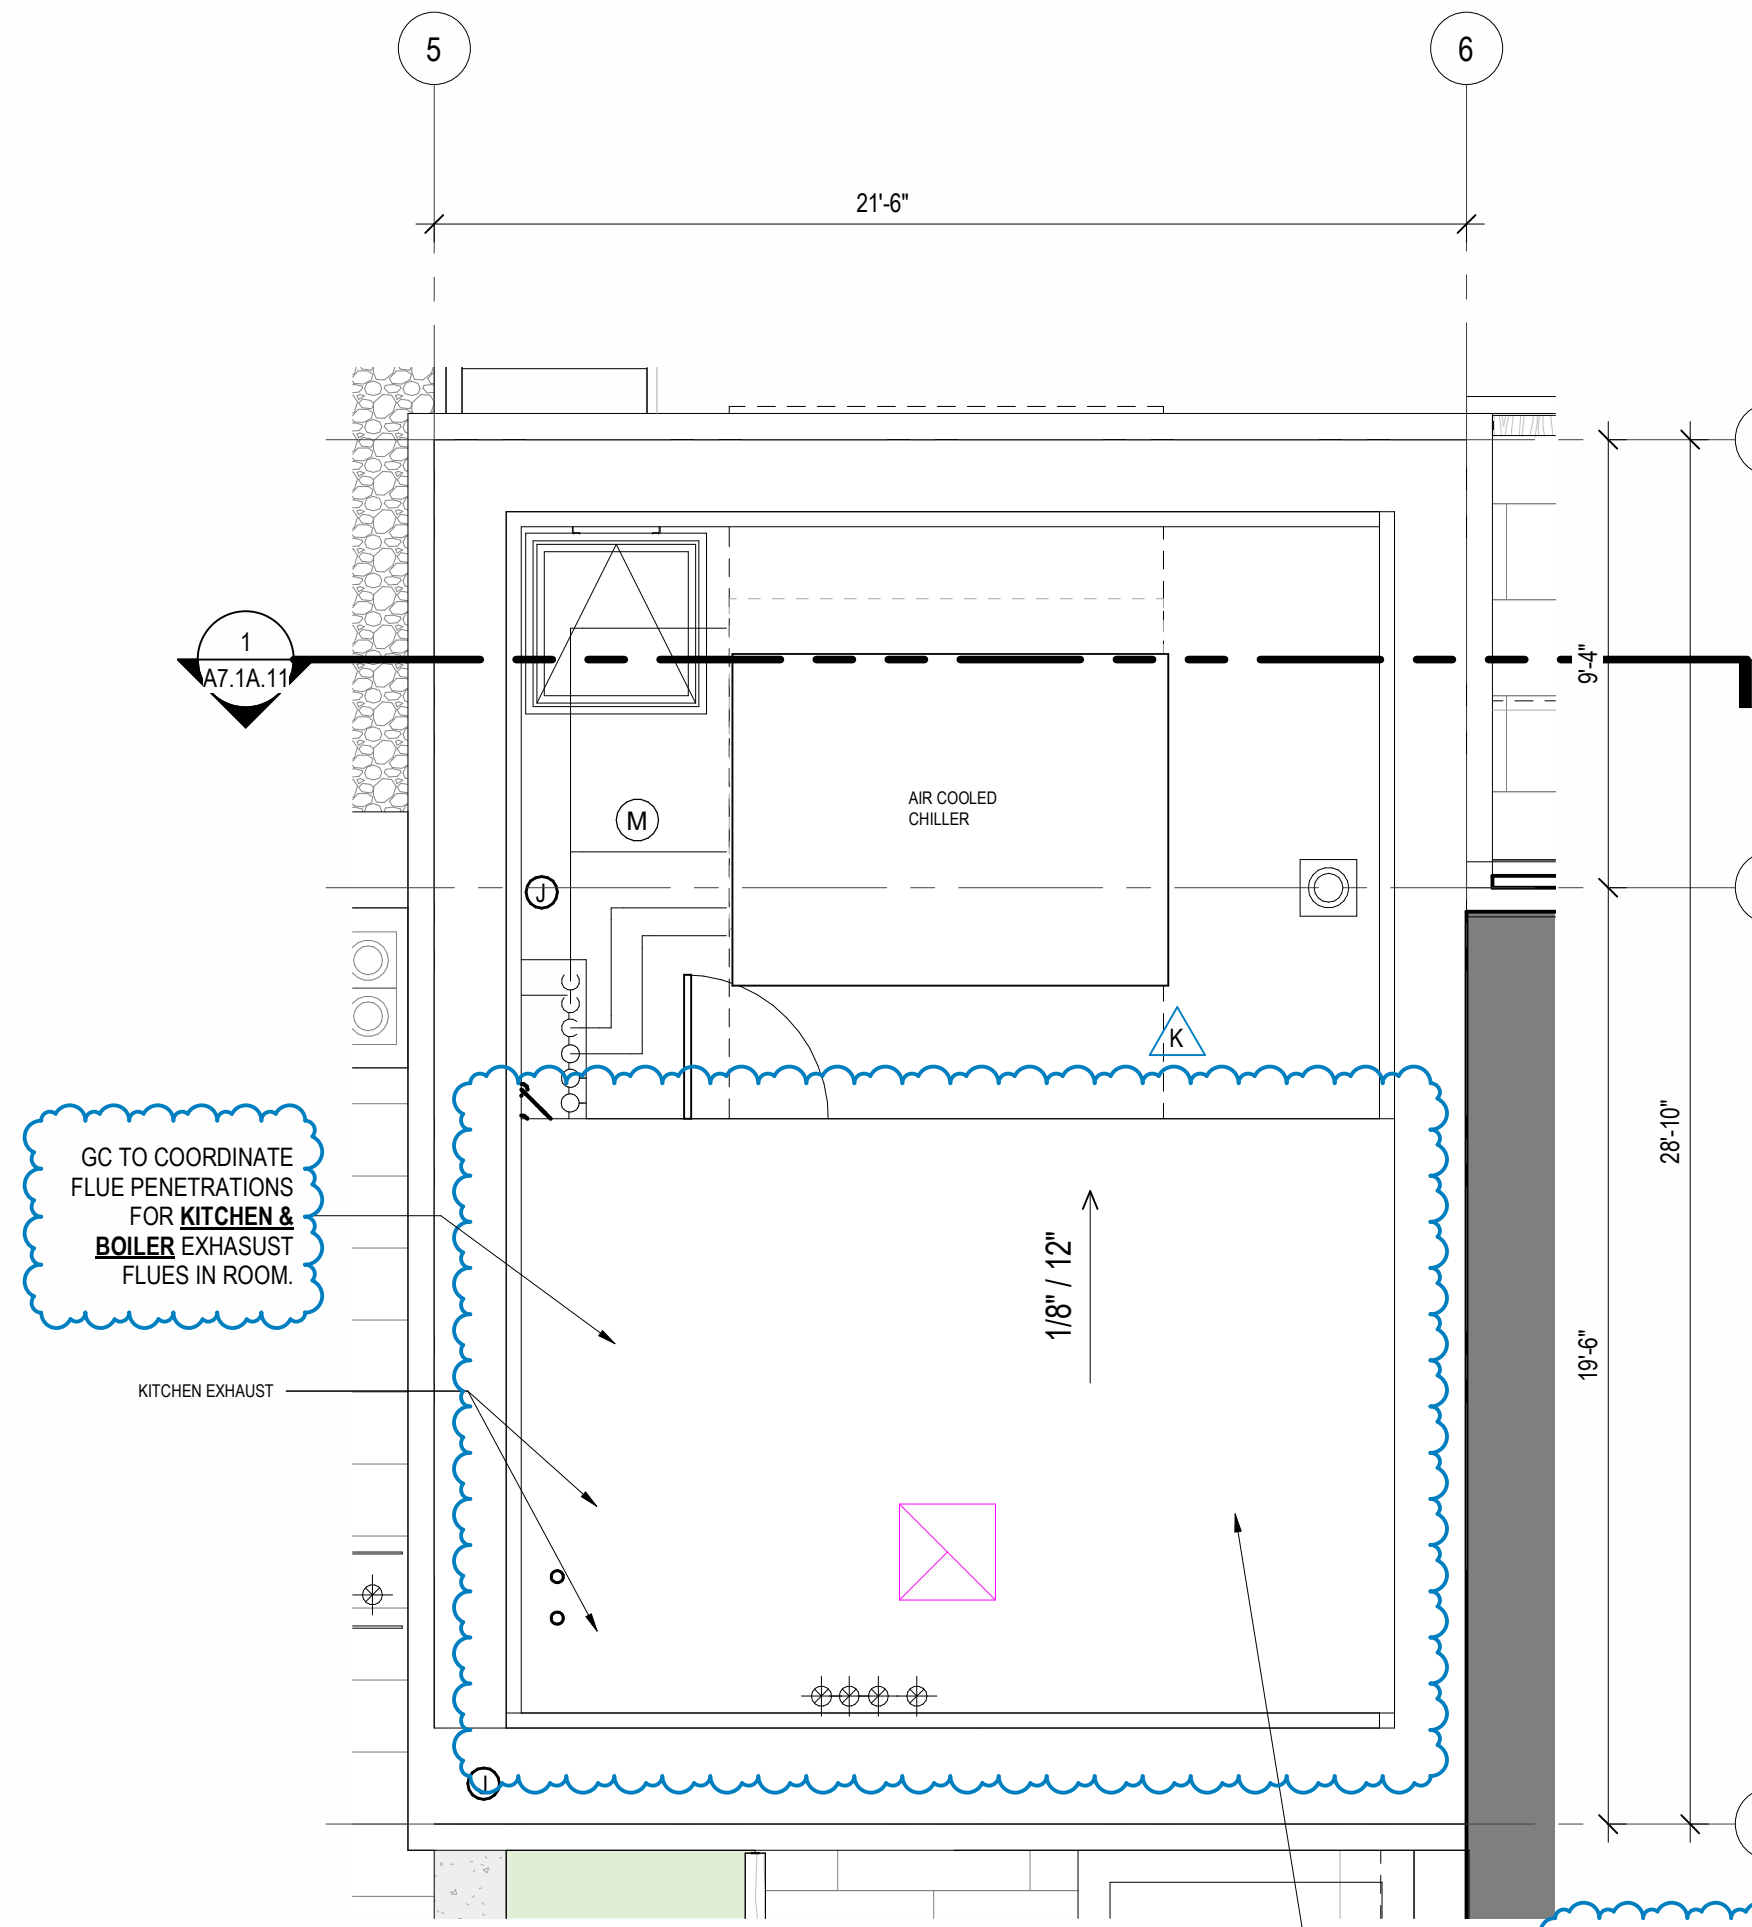 5
6
21'-6"
1
A7.1A.11
9'-4"
AIR COOLED
CHILLER
M
J
K
28'-10"
GC TO COORDINATE
FLUE PENETRATIONS
FOR KITCHEN &
BOILER EXHASUST
FLUES IN ROOM.
1/8" / 12"
19'-6"
KITCHEN EXHAUST
I